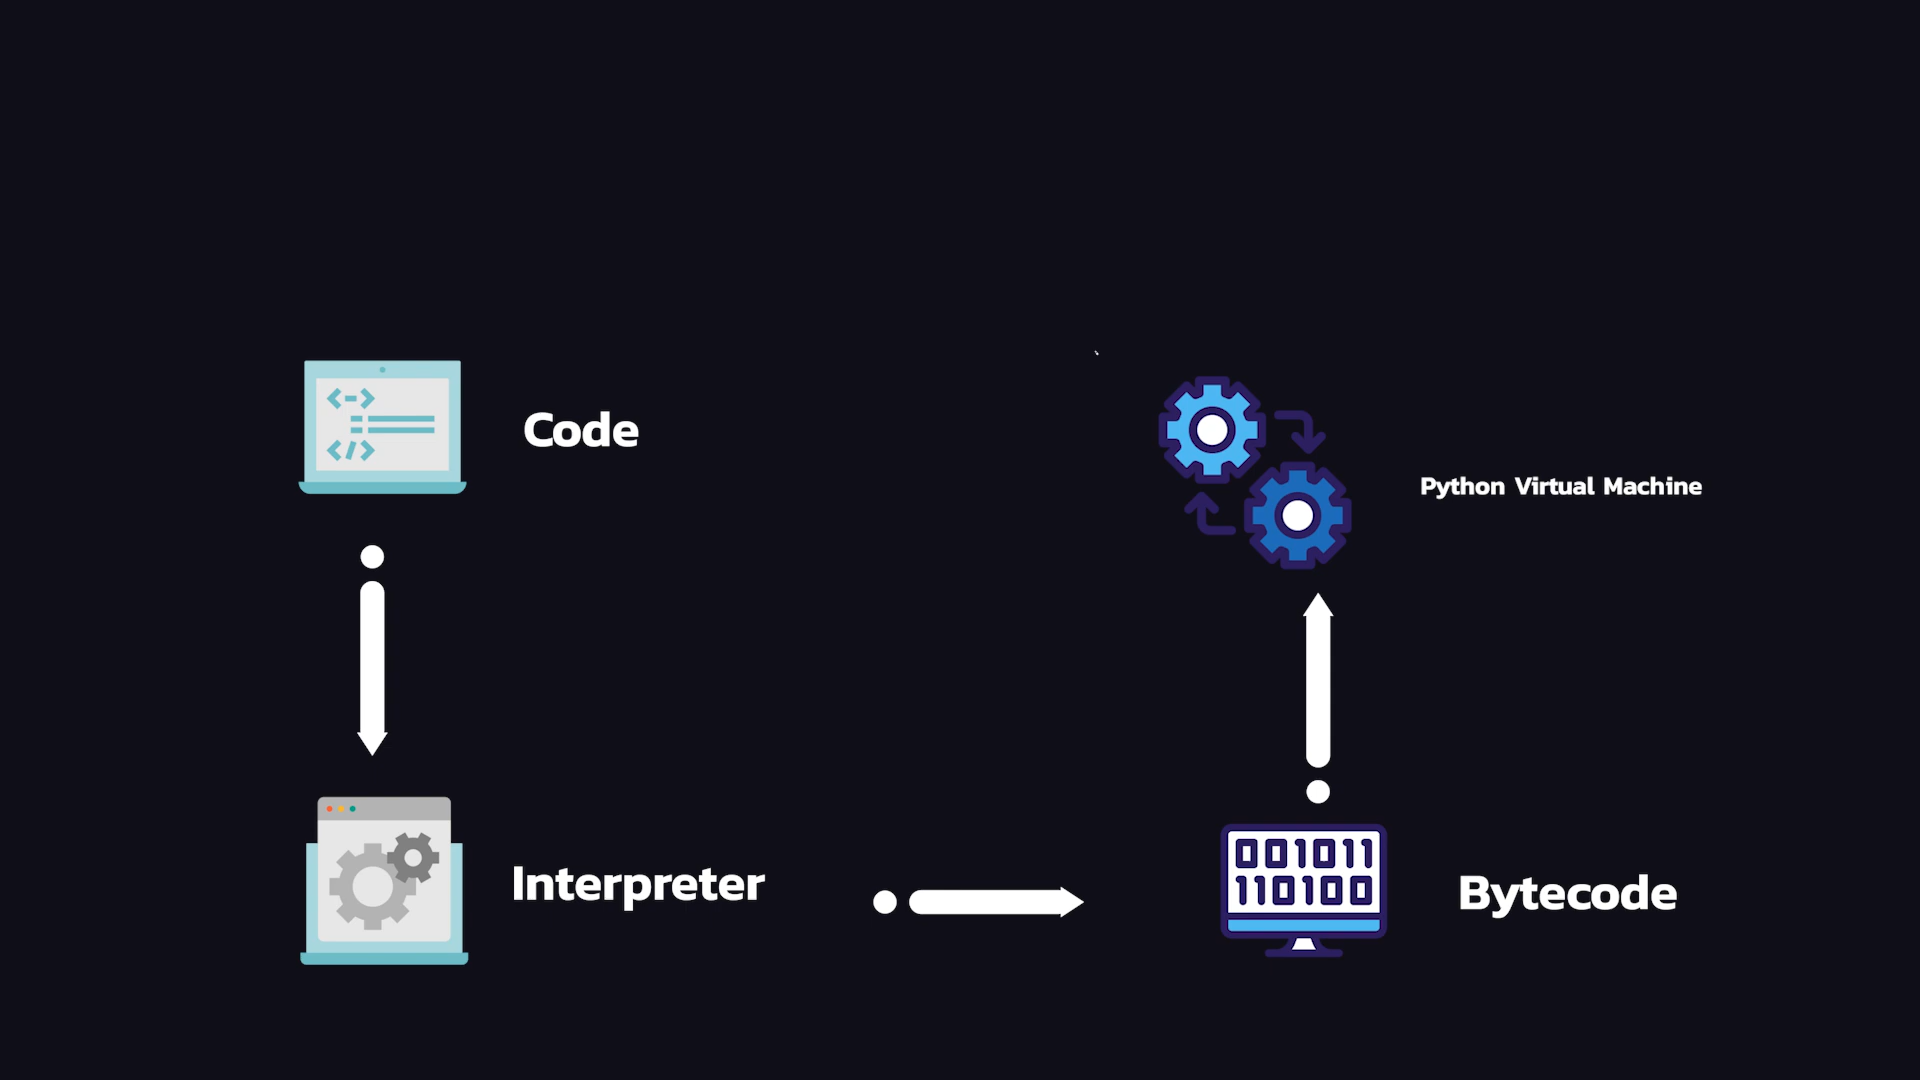 Code
Python Virtual Machine
Interpreter
Bytecode
001011
110100